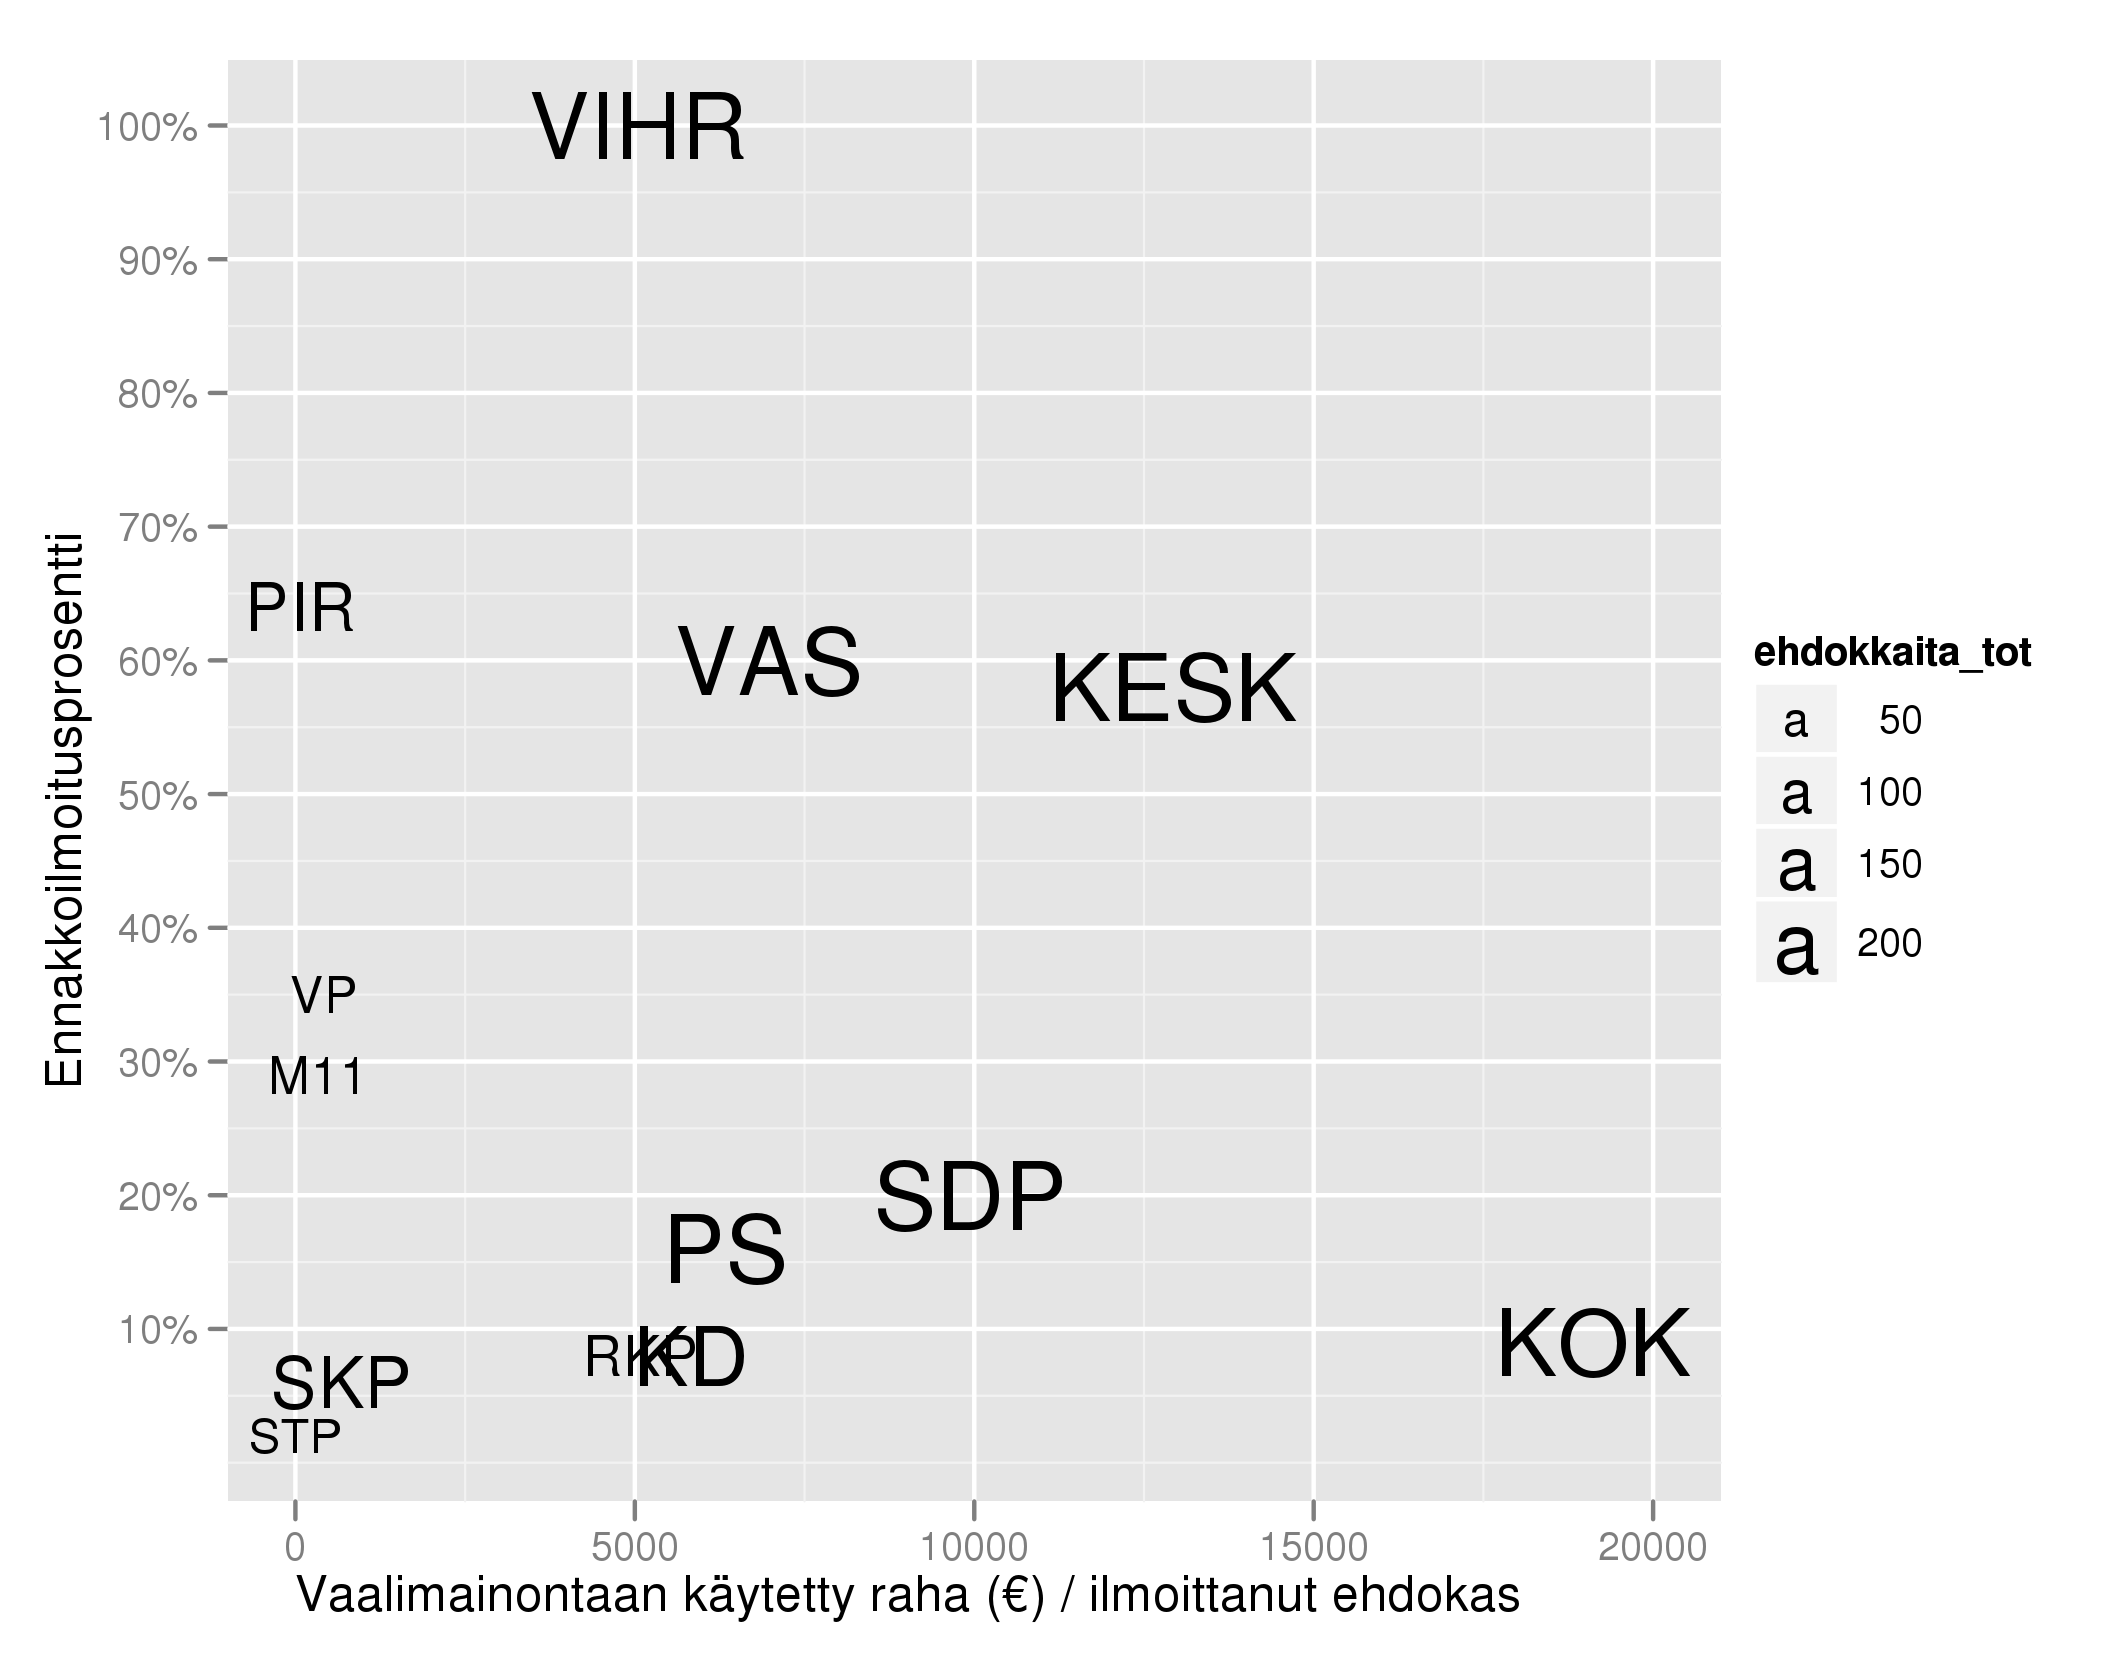 100%
90%
80%
70%
60%
50%
40%
30%
20%
10%
Ennakkoilmoitusprosentti
VIHR
PIR
VAS
KESK
VP
M11
SDP
PS
RKP
KD
KOK
SKP
STP
0 5000 10000 15000 20000
Vaalimainontaan käytetty raha (€) / ilmoittanut ehdokas
ehdokkaita_tot
a 50
a 100
a 150
a 200